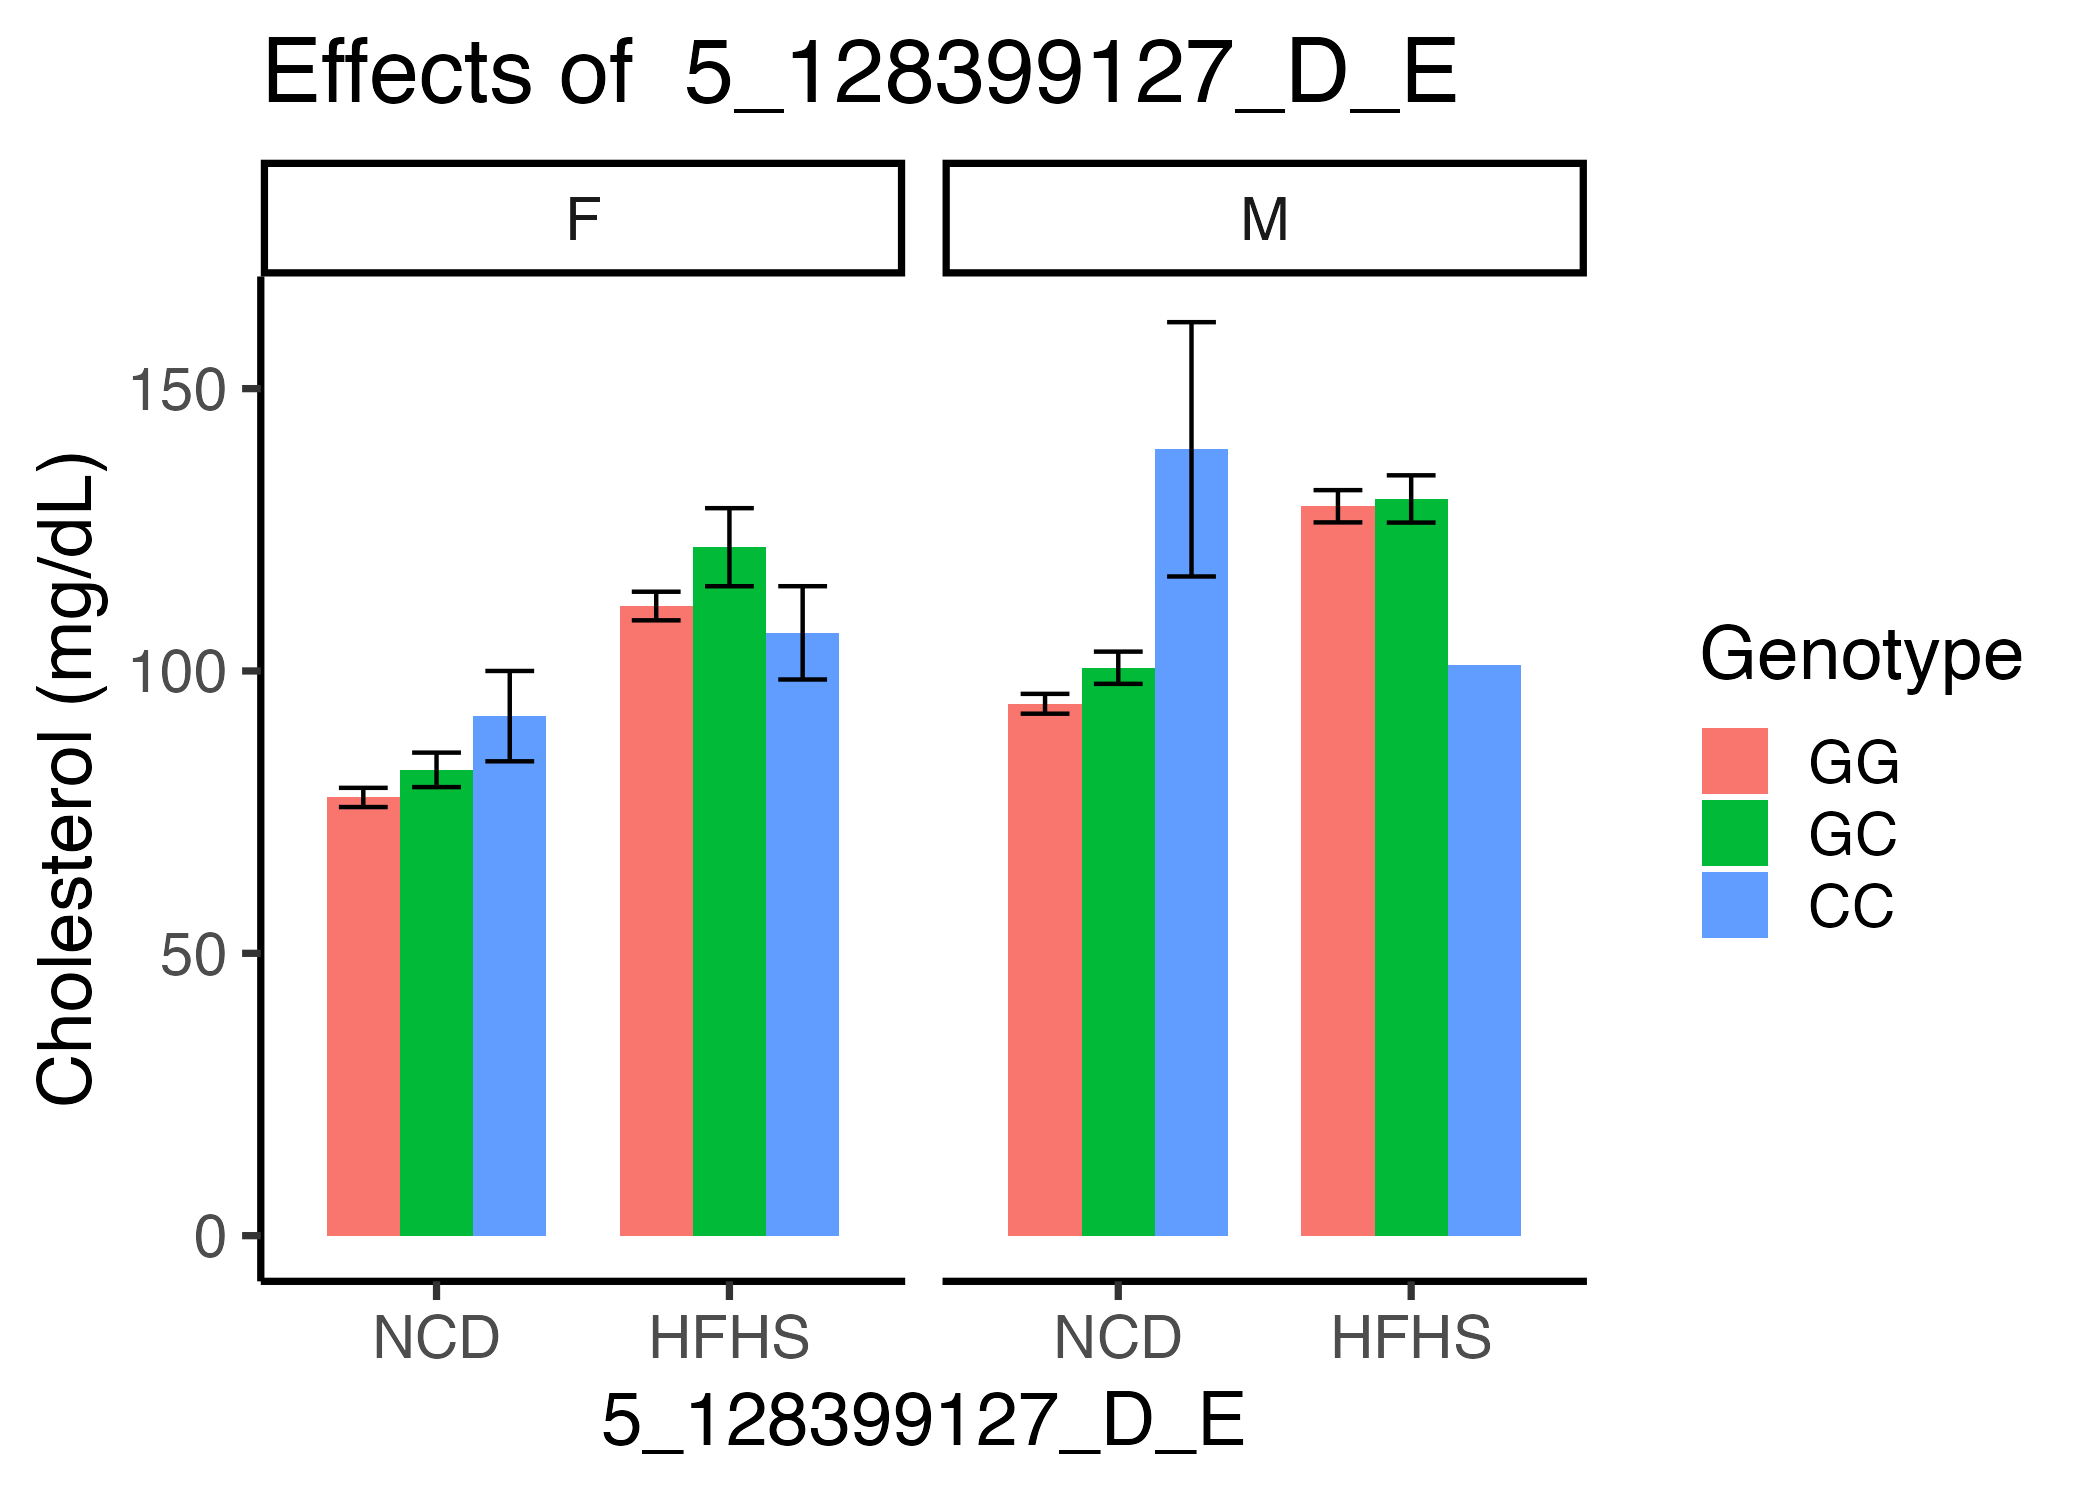 Effects of  5_128399127_D_E
F
M
150
100
50
0
Cholesterol (mg/dL)
NCD
HFHS
NCD
HFHS
5_128399127_D_E
Genotype
GG
GC
CC